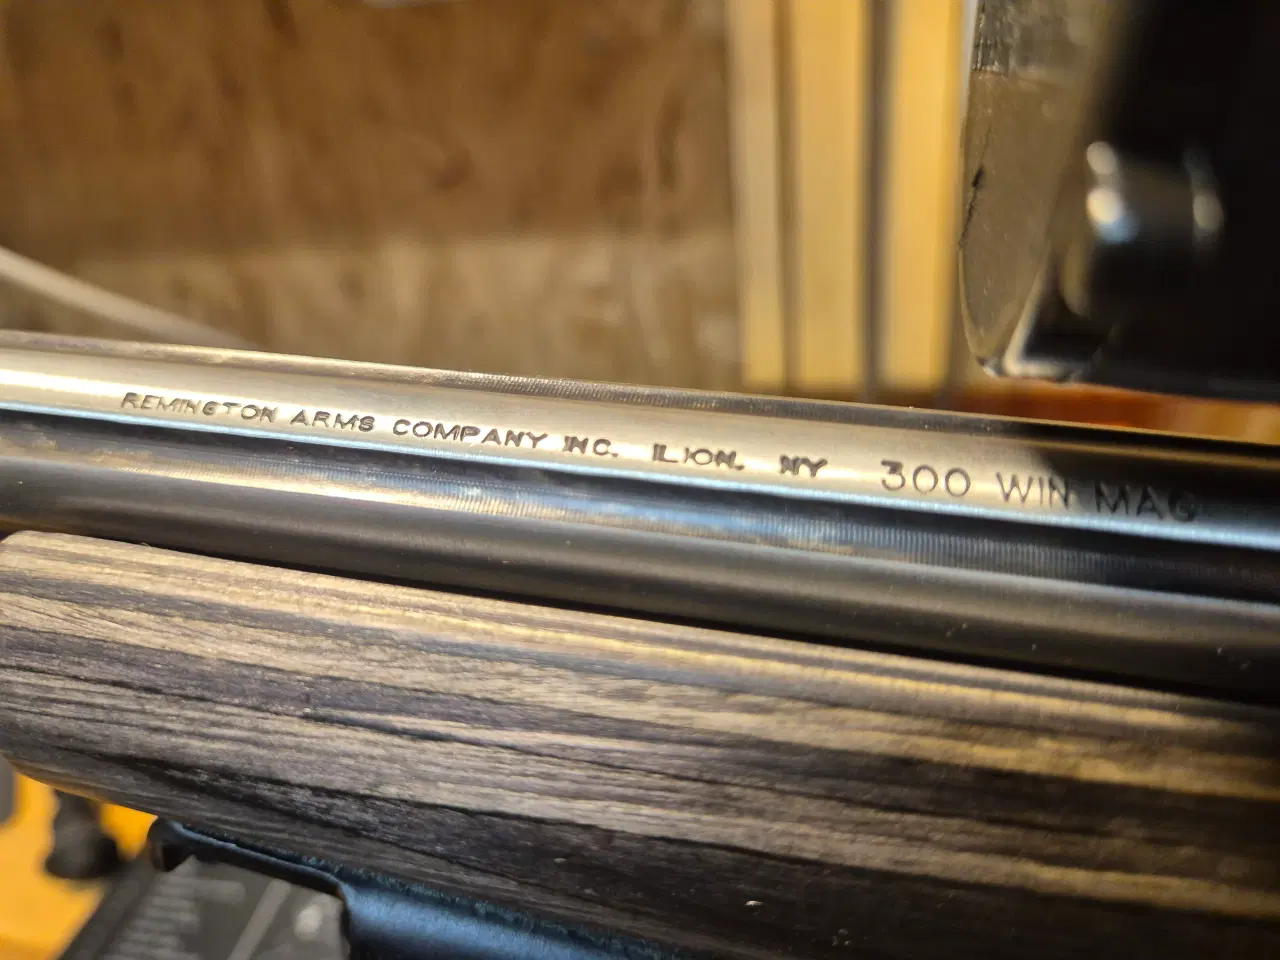 REMINGTON ARMS COMPANY INC. ILION, NY 300 WIN MAG